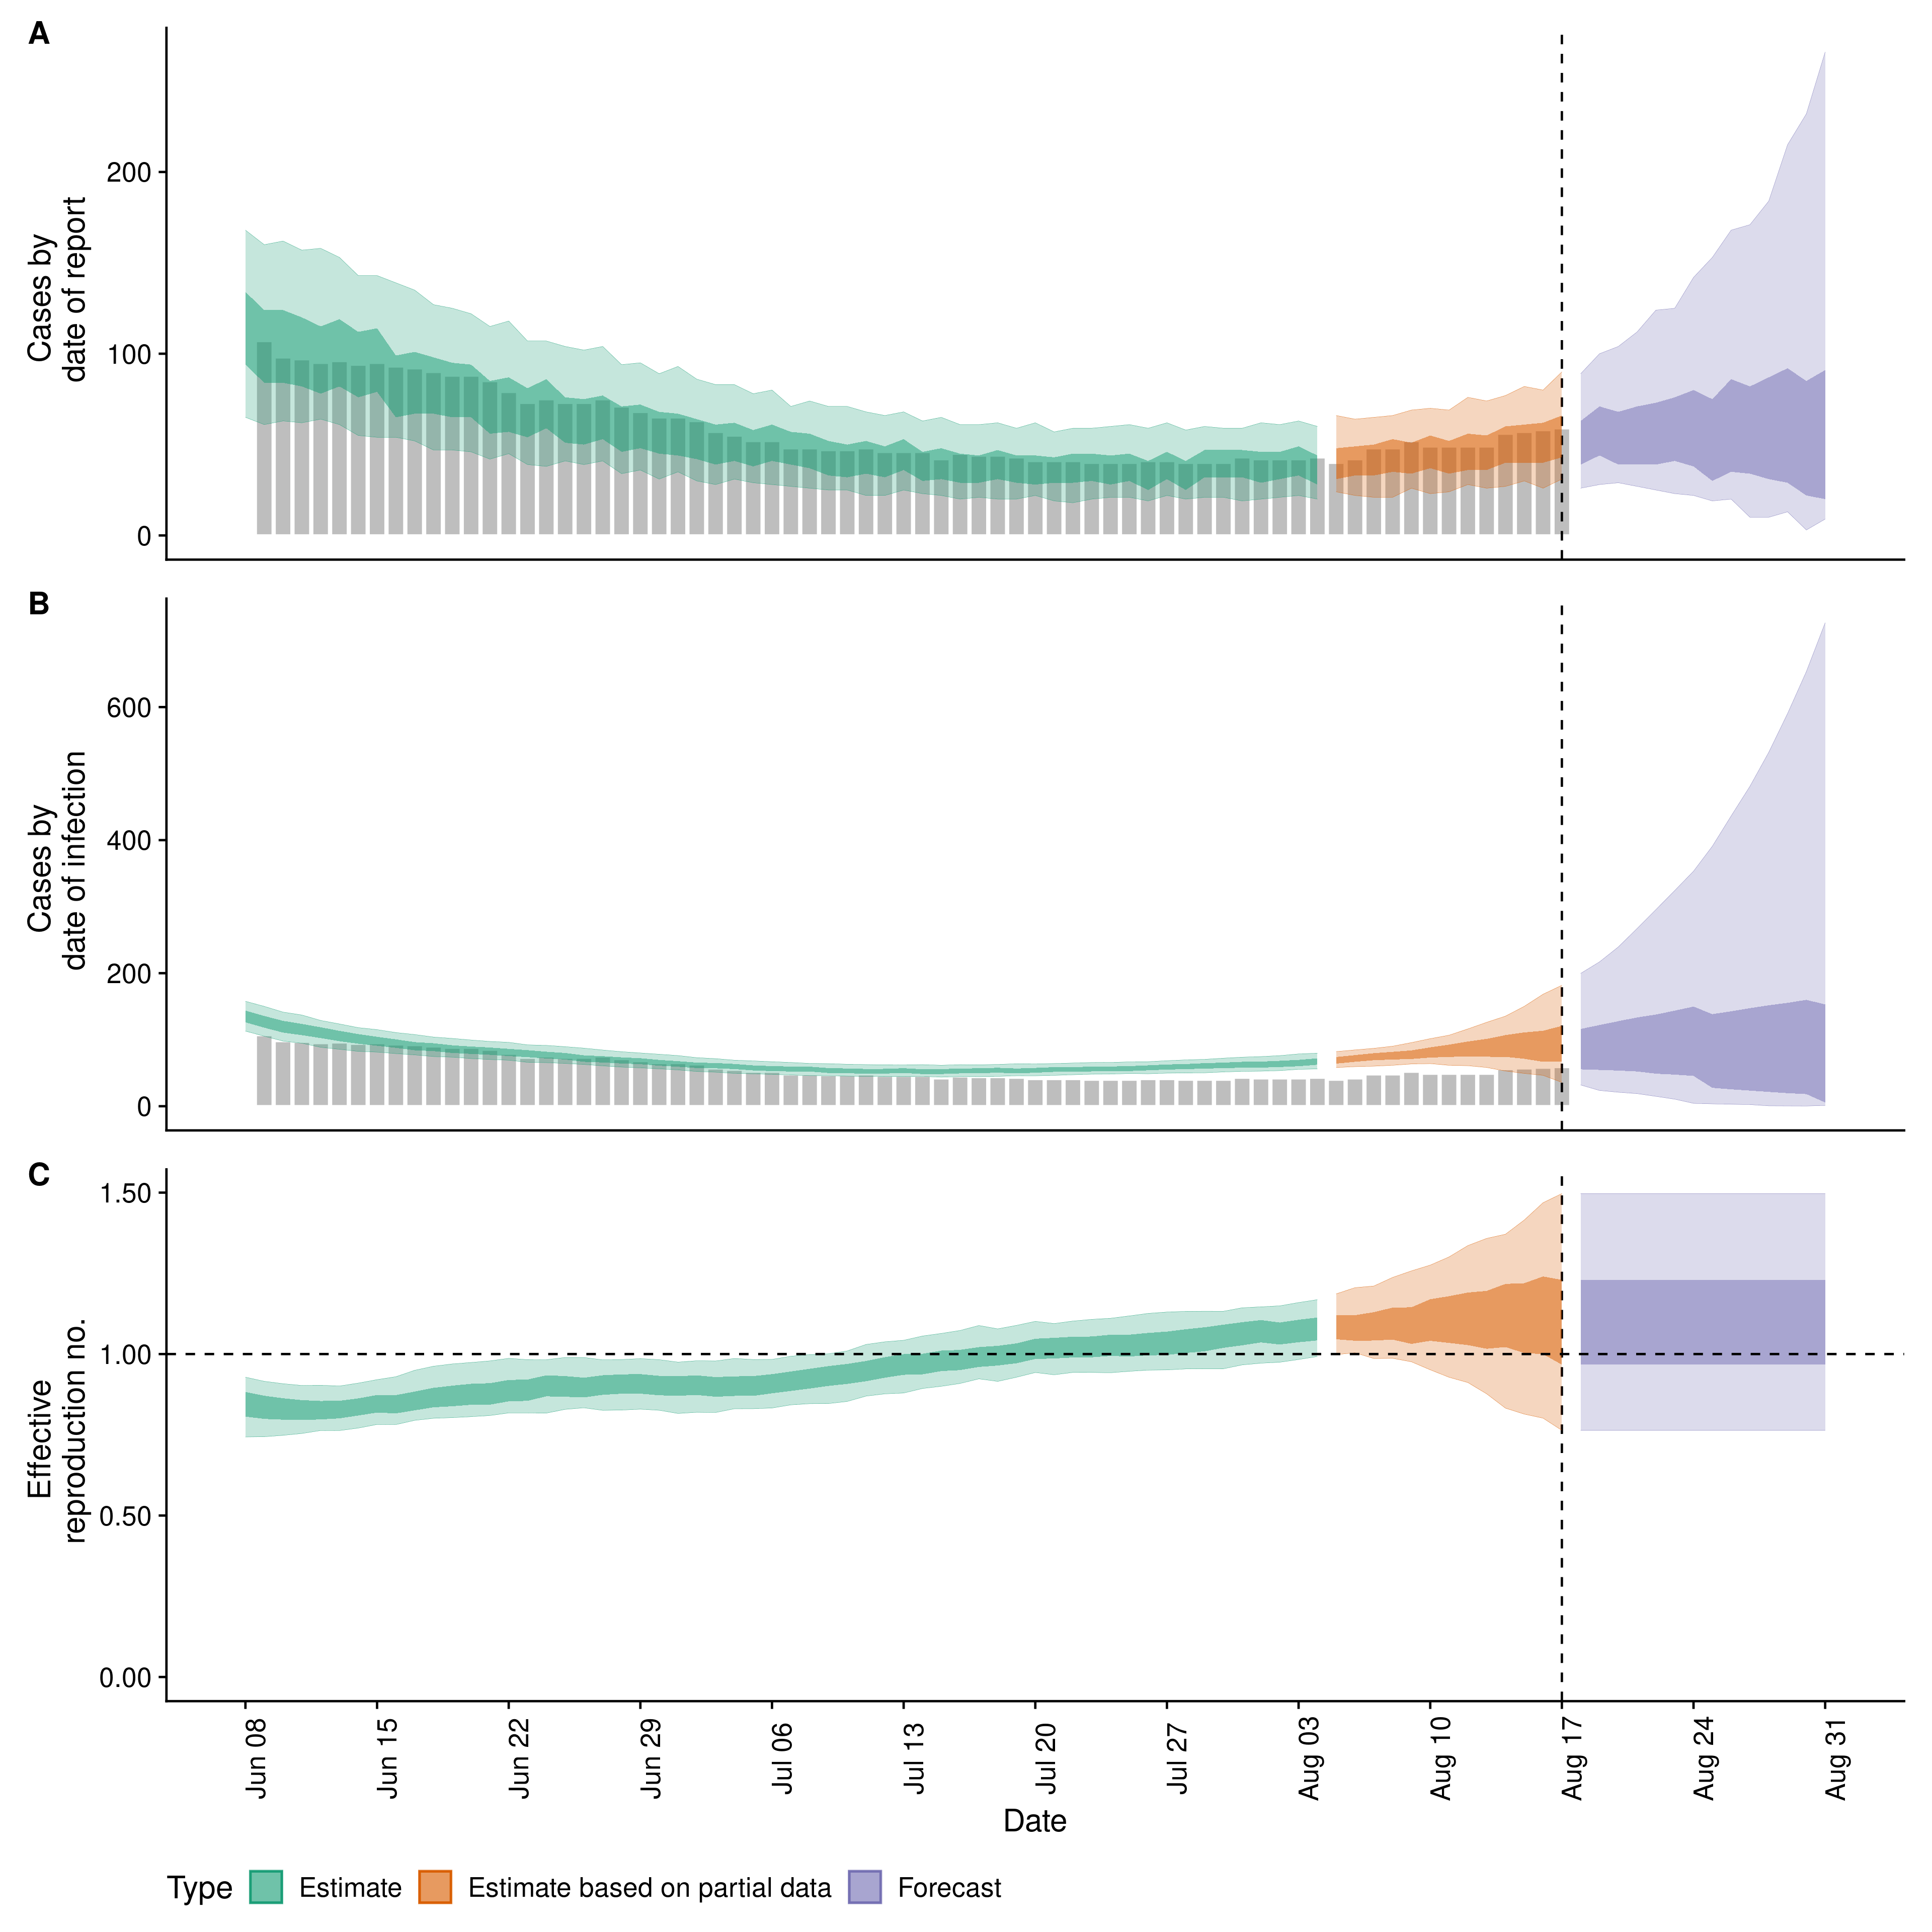 A
Cases by
date of report
200
100
0
B
Cases by
date of infection
600
400
200
0
C
Effective
reproduction no.
1.50
1.00
0.50
0.00
Jun 08
Jun 15
Jun 22
Jun 29
Jul 06
Jul 13
Jul 20
Jul 27
Aug 03
Aug 10
Aug 17
Aug 24
Aug 31
Date
Type Estimate Estimate based on partial data Forecast